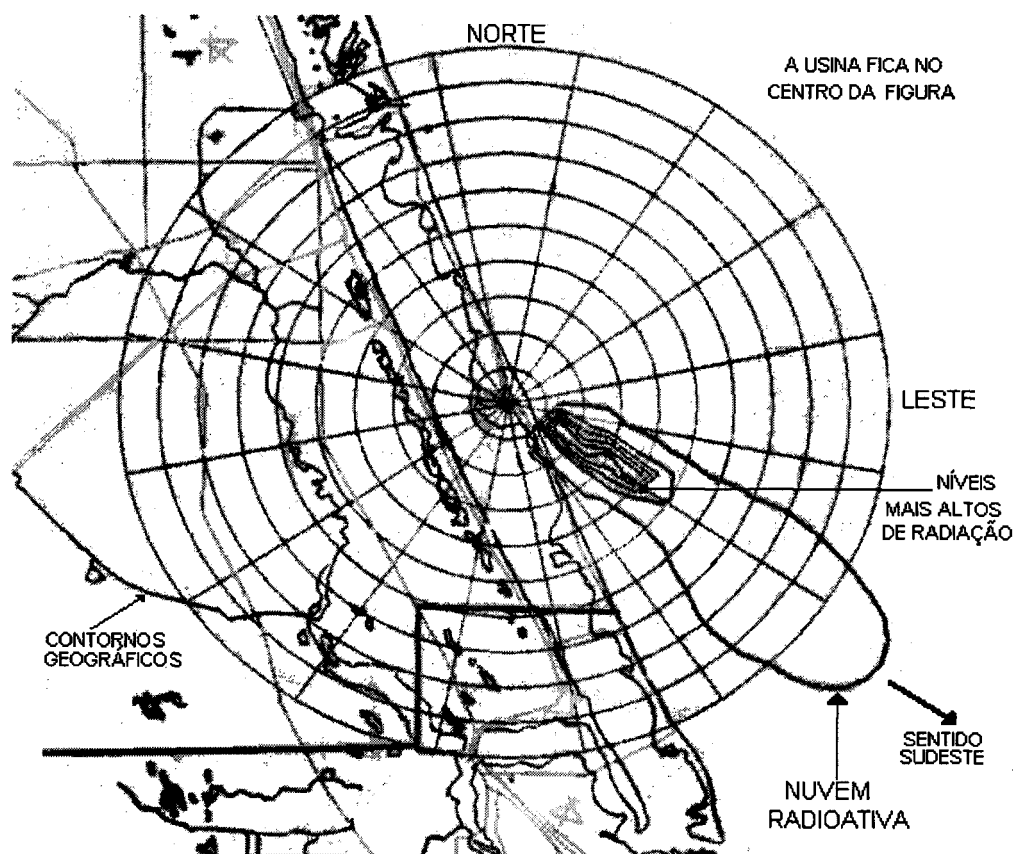 NORTE
A USINA FICA NO
CENTRO DA FIGURA
LESTE
NÍVEIS
MAIS ALTOS
DE RADIAÇÃO
CONTORNOS
GEOGRÁFICOS
SENTIDO
SUDESTE
NUVEM
RADIOATIVA